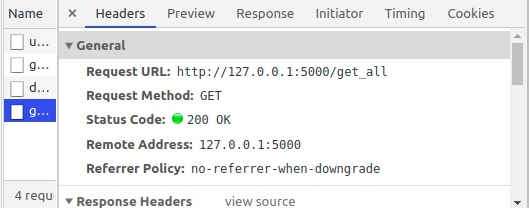 Name
× Headers Preview Response Initiator Timing Cookies
u...
g...
d...
g...
▼ General
Request URL: http://127.0.0.1:5000/get_all
Request Method: GET
Status Code: 200 OK
Remote Address: 127.0.0.1:5000
Referrer Policy: no-referrer-when-downgrade
4 requ
▼ Response Headers view source